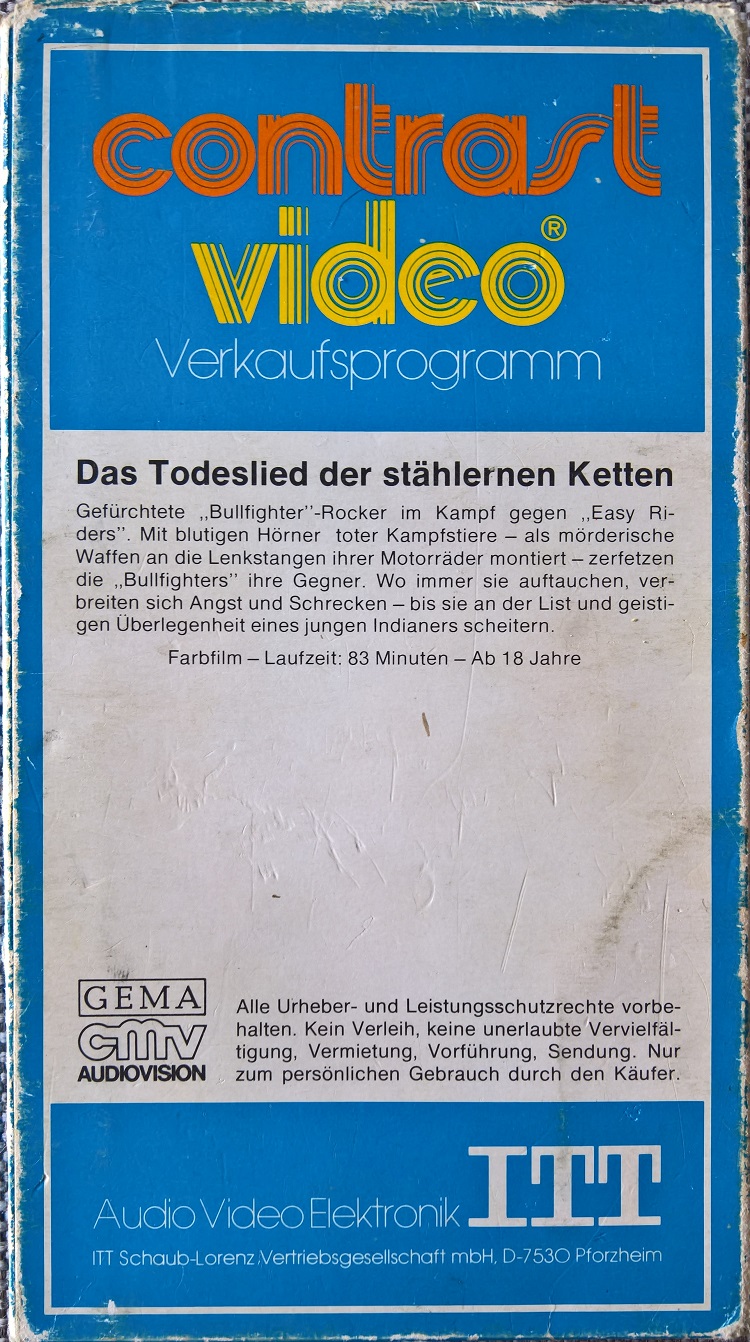 contrast
video®
Verkaufsprogramm
Das Todeslied der stählernen Ketten
Gefürchtete ,,Bullfighter''-Rocker im Kampf gegen ,,Easy Ri-
ders''. Mit blutigen Hörner toter Kampfstiere – als mörderische
Waffen an die Lenkstangen ihrer Motorräder montiert – zerfetzen
die ,,Bullfighters'' ihre Gegner. Wo immer sie auftauchen, ver-
breiten sich Angst und Schrecken – bis sie an der List und geisti-
gen Überlegenheit eines jungen Indianers scheitern.
Farbfilm – Laufzeit: 83 Minuten – Ab 18 Jahre
GEMA
cmv
AUDIOVISION
Alle Urheber- und Leistungsschutzrechte vorbe-
halten. Kein Verleih, keine unerlaubte Vervielfäl-
tigung, Vermietung, Vorführung, Sendung. Nur
zum persönlichen Gebrauch durch den Käufer.
Audio Video Elektronik ITT
ITT Schaub-Lorenz Vertriebsgesellschaft mbH, D-7530 Pforzheim